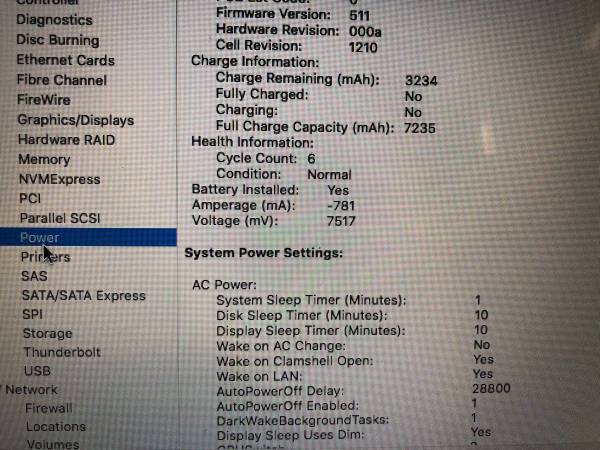 Controller
Diagnostics
Disc Burning
Ethernet Cards
Fibre Channel
FireWire
Graphics/Displays
Hardware RAID
Memory
NVMExpress
PCI
Parallel SCSI
Power
Printers
SAS
SATA/SATA Express
SPI
Storage
Thunderbolt
USB
Network
Firewall
Locations
Volumes
Firmware Version: 511
Hardware Revision: 000a
Cell Revision: 1210
Charge Information:
Charge Remaining (mAh): 3234
Fully Charged: No
Charging: No
Full Charge Capacity (mAh): 7235
Health Information:
Cycle Count: 6
Condition: Normal
Battery Installed: Yes
Amperage (mA): -781
Voltage (mV): 7517
System Power Settings:
AC Power:
System Sleep Timer (Minutes): 1
Disk Sleep Timer (Minutes): 10
Display Sleep Timer (Minutes): 10
Wake on AC Change: No
Wake on Clamshell Open: Yes
Wake on LAN: Yes
AutoPowerOff Delay: 28800
AutoPowerOff Enabled: 1
DarkWakeBackgroundTasks: 1
Display Sleep Uses Dim: Yes